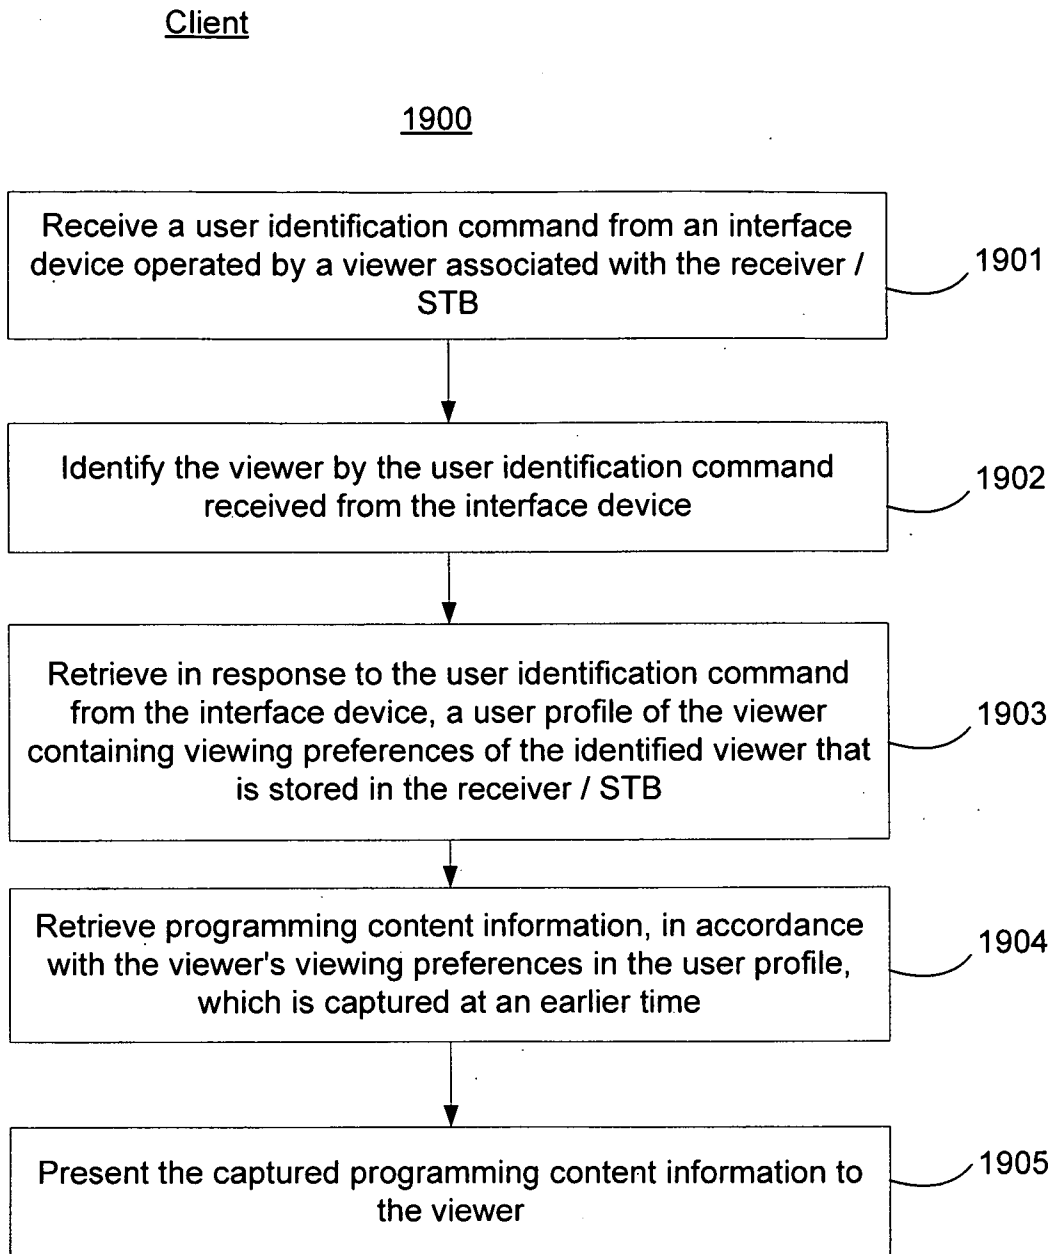 Client
1900
Receive a user identification command from an interface
device operated by a viewer associated with the receiver /
STB
1901
Identify the viewer by the user identification command
received from the interface device
1902
Retrieve in response to the user identification command
from the interface device, a user profile of the viewer
containing viewing preferences of the identified viewer that
is stored in the receiver / STB
1903
Retrieve programming content information, in accordance
with the viewer's viewing preferences in the user profile,
which is captured at an earlier time
1904
Present the captured programming content information to
the viewer
1905